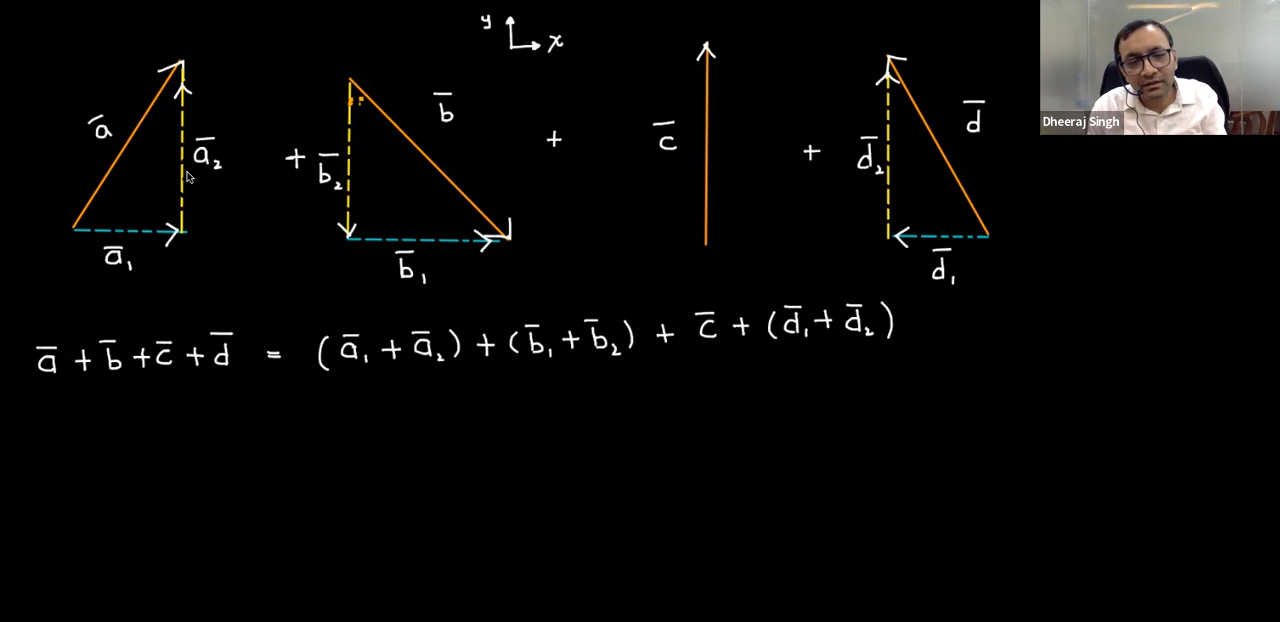 y
x
a̅
a̅₂
+
b̅₂
b̅
+
c̅
+
d̅₂
d̅
Dheeraj Singh
a̅₁
b̅₁
d̅₁
a̅ + b̅ + c̅ + d̅ = (a̅₁ + a̅₂) + (b̅₁ + b̅₂) + c̅ + (d̅₁ + d̅₂)